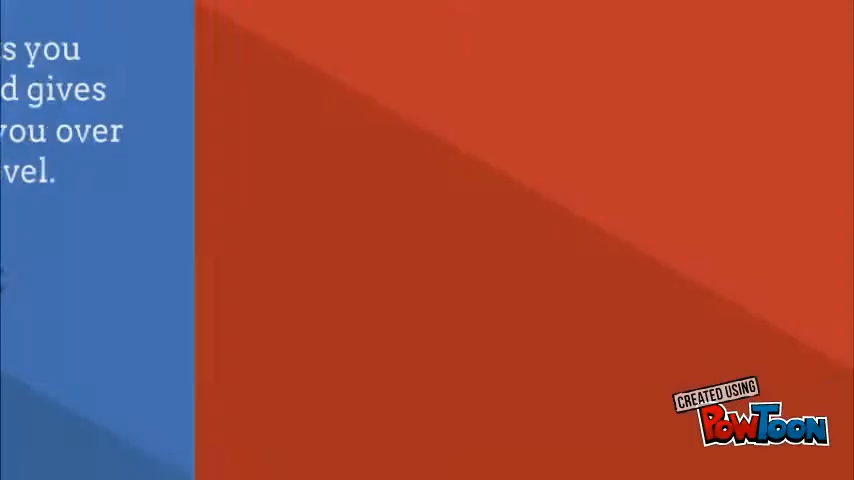 s you
d gives
you over
vel.
CREATED USING
POWTOON